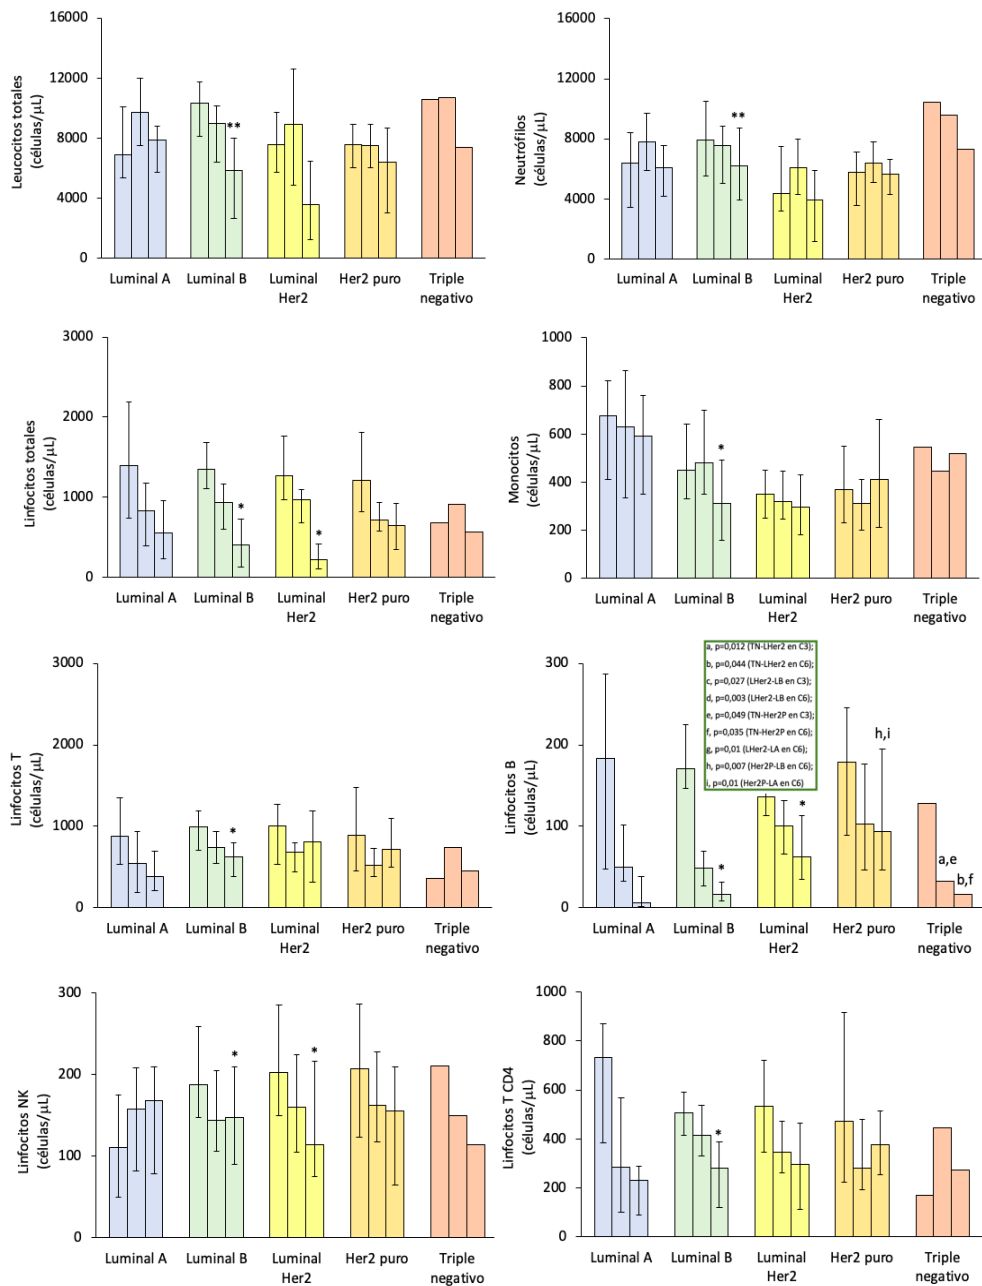 Leucocitos totales
(células/μL)
16000
12000
8000
4000
0
**
Luminal A
Luminal B
Luminal
Her2
Her2 puro
Triple
negativo
Neutrófilos
(células/μL)
16000
12000
8000
4000
0
**
Luminal A
Luminal B
Luminal
Her2
Her2 puro
Triple
negativo
Linfocitos totales
(células/μL)
3000
2000
1000
0
*
*
Luminal A
Luminal B
Luminal
Her2
Her2 puro
Triple
negativo
Monocitos
(células/μL)
1000
800
600
400
200
0
*
Luminal A
Luminal B
Luminal
Her2
Her2 puro
Triple
negativo
Linfocitos T
(células/μL)
3000
2000
1000
0
*
Luminal A
Luminal B
Luminal
Her2
Her2 puro
Triple
negativo
Linfocitos B
(células/μL)
300
200
100
0
a, p=0,012 (TN-LHer2 en C3);
b, p=0,044 (TN-LHer2 en C6);
c, p=0,027 (LHer2-LB en C3);
d, p=0,003 (LHer2-LB en C6);
e, p=0,049 (TN-Her2P en C3);
f, p=0,035 (TN-Her2P en C6);
g, p=0,01 (LHer2-LA en C6);
h, p=0,007 (Her2P-LB en C6);
i, p=0,01 (Her2P-LA en C6)
*
*
h,i
a,e
b,f
Luminal A
Luminal B
Luminal
Her2
Her2 puro
Triple
negativo
Linfocitos NK
(células/μL)
300
200
100
0
*
*
Luminal A
Luminal B
Luminal
Her2
Her2 puro
Triple
negativo
Linfocitos T CD4
(células/μL)
1000
800
600
400
200
0
*
Luminal A
Luminal B
Luminal
Her2
Her2 puro
Triple
negativo